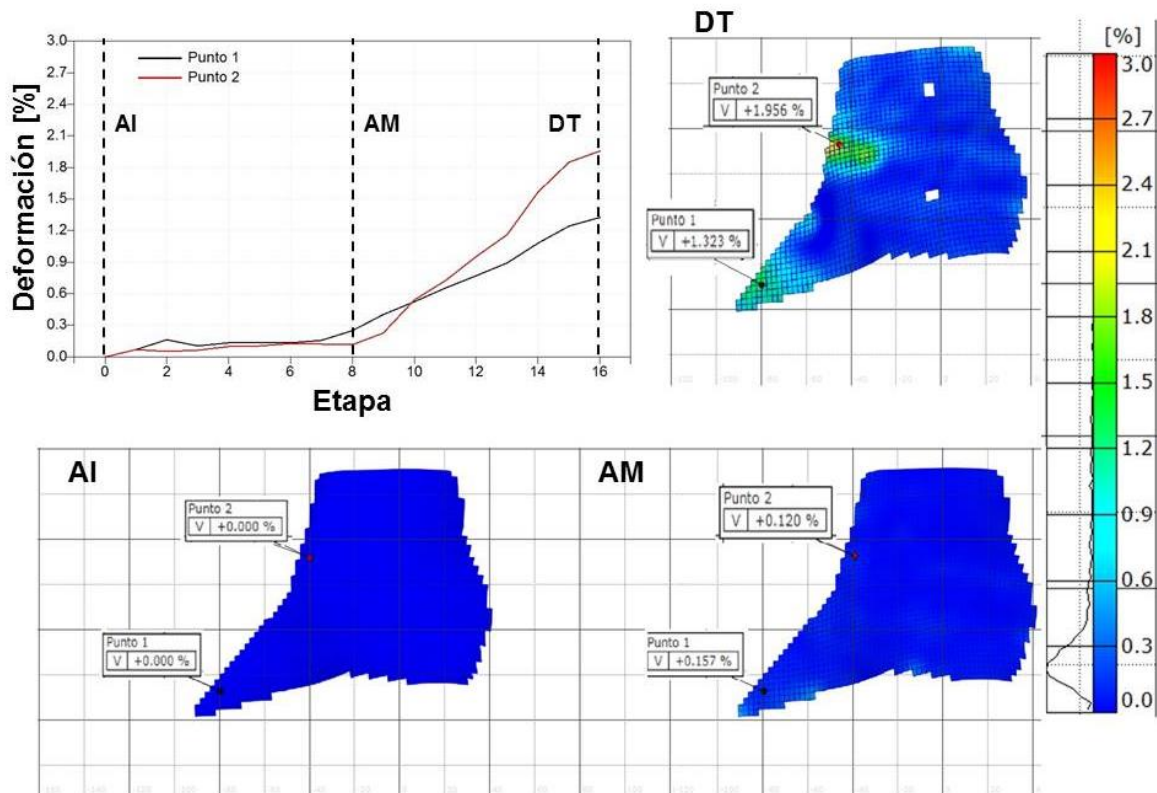 3.0
2.7
2.4
2.1
1.8
1.5
1.2
0.9
0.6
0.3
0.0
Deformación [%]
Punto 1
Punto 2
AI
AM
DT
0
2
4
6
8
10
12
14
16
Etapa
DT
Punto 2
V +1.956 %
Punto 1
V +1.323 %
[%]
3.0
2.7
2.4
2.1
1.8
1.5
1.2
0.9
0.6
0.3
0.0
AI
Punto 2
V +0.000 %
Punto 1
V +0.000 %
AM
Punto 2
V +0.120 %
Punto 1
V +0.157 %